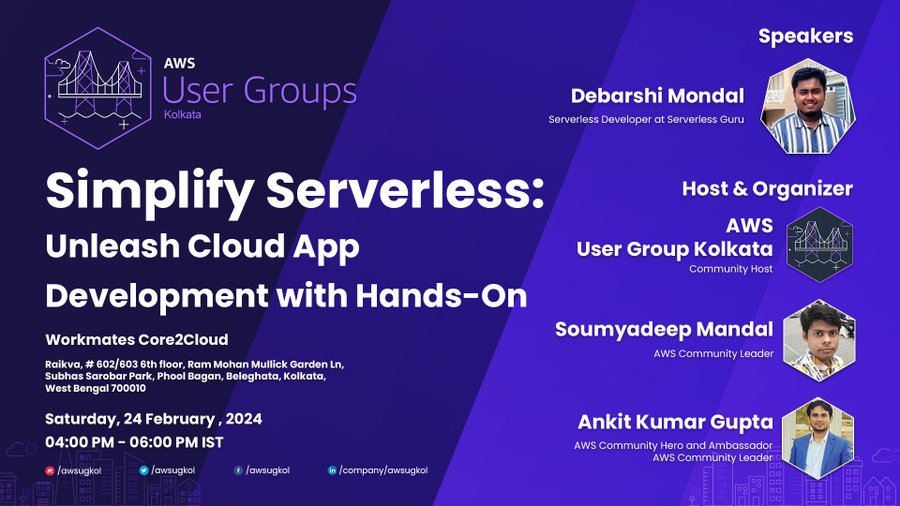 AWS
User Groups
Kolkata
Simplify Serverless:
Unleash Cloud App
Development with Hands-On
Workmates Core2Cloud
Raikva, # 602/603 6th floor, Ram Mohan Mullick Garden Ln,
Subhas Sarobar Park, Phool Bagan, Beleghata, Kolkata,
West Bengal 700010
Saturday, 24 February , 2024
04:00 PM - 06:00 PM IST
/awsugkol
/awsugkol
/awsugkol
/company/awsugkol
Speakers
Debarshi Mondal
Serverless Developer at Serverless Guru
Host & Organizer
AWS
User Group Kolkata
Community Host
Soumyadeep Mandal
AWS Community Leader
Ankit Kumar Gupta
AWS Community Hero and Ambassador
AWS Community Leader